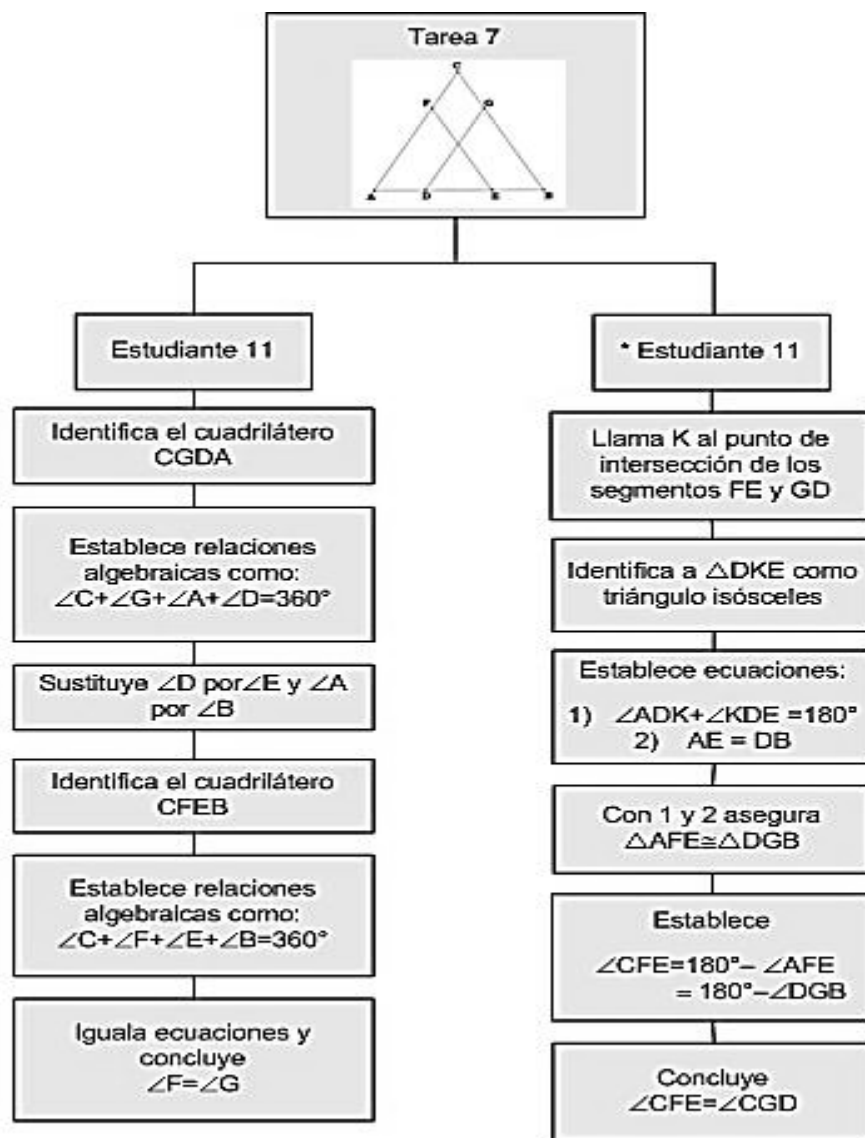 Tarea 7
C
F
G
A
D
E
B
Estudiante 11
Identifica el cuadrilátero
CGDA
Establece relaciones
algebraicas como:
∠C+∠G+∠A+∠D=360°
Sustituye ∠D por∠E y ∠A
por ∠B
Identifica el cuadrilátero
CFEB
Establece relaciones
algebraicas como:
∠C+∠F+∠E+∠B=360°
Iguala ecuaciones y
concluye
∠F=∠G
* Estudiante 11
Llama K al punto de
intersección de los
segmentos FE y GD
Identifica a △DKE como
triángulo isósceles
Establece ecuaciones:
1) ∠ADK+∠KDE =180°
2) AE = DB
Con 1 y 2 asegura
△AFE≅△DGB
Establece
∠CFE=180°– ∠AFE
= 180°–∠DGB
Concluye
∠CFE=∠CGD